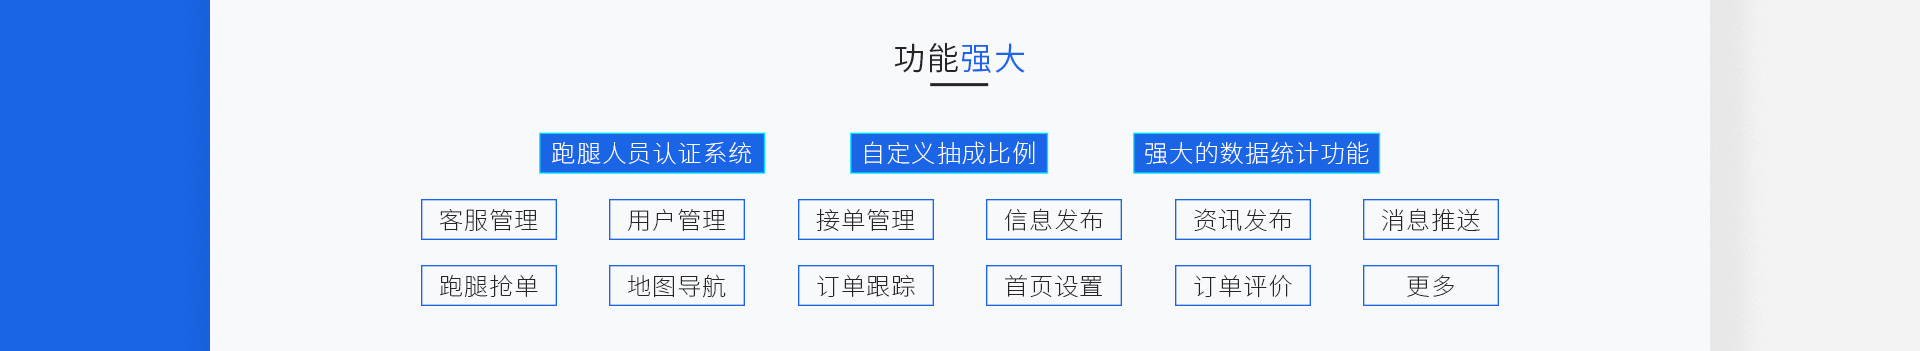 功能强大
跑腿人员认证系统 自定义抽成比例 强大的数据统计功能
客服管理 用户管理 接单管理 信息发布 资讯发布 消息推送
跑腿抢单 地图导航 订单跟踪 首页设置 订单评价 更多